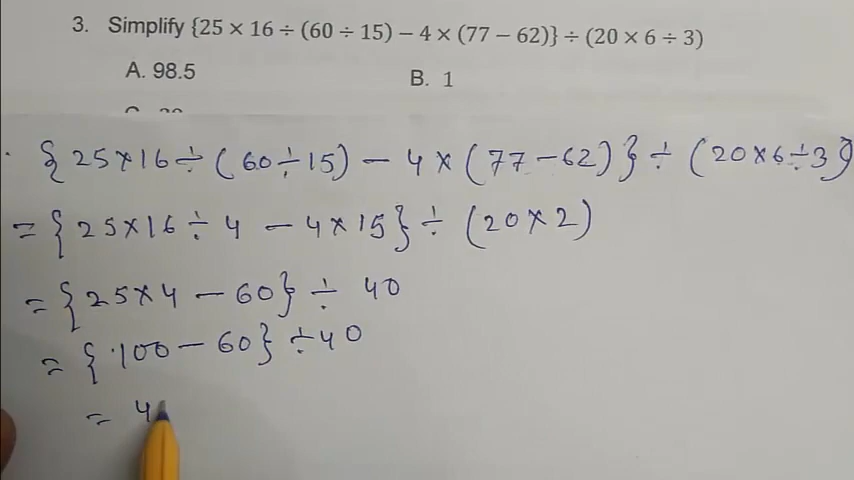 3. Simplify {25 × 16 ÷ (60 ÷ 15) − 4 × (77 − 62)} ÷ (20 × 6 ÷ 3)
A. 98.5 B. 1
{25×16÷(60÷15) − 4×(77−62)}÷(20×6÷3)
= {25×16÷4 − 4×15}÷(20×2)
= {25×4 − 60}÷ 40
= {100 − 60}÷40
= 4